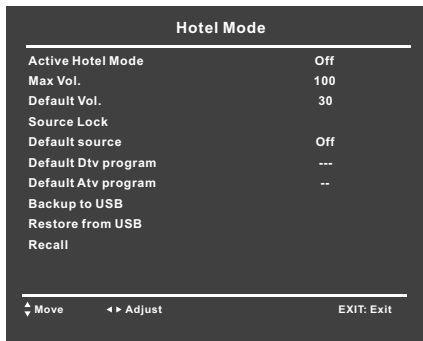 Hotel Mode
Active Hotel Mode Off
Max Vol. 100
Default Vol. 30
Source Lock
Default source Off
Default Dtv program ---
Default Atv program --
Backup to USB
Restore from USB
Recall
Move Adjust EXIT: Exit